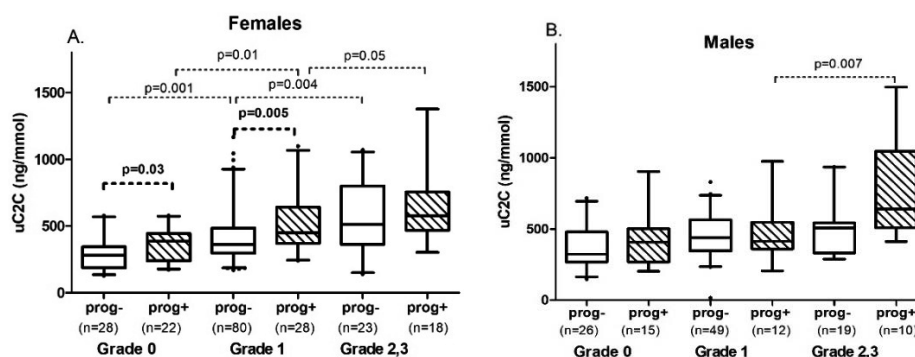 A.
Females
p=0.01
p=0.05
p=0.001
p=0.004
p=0.005
p=0.03
uC2C (ng/mmol)
1500
1000
500
0
prog- prog+ prog- prog+ prog- prog+
(n=28) (n=22) (n=80) (n=28) (n=23) (n=18)
Grade 0 Grade 1 Grade 2,3
B.
Males
p=0.007
uC2C (ng/mmol)
1500
1000
500
0
prog- prog+ prog- prog+ prog- prog+
(n=26) (n=15) (n=49) (n=12) (n=19) (n=10)
Grade 0 Grade 1 Grade 2,3